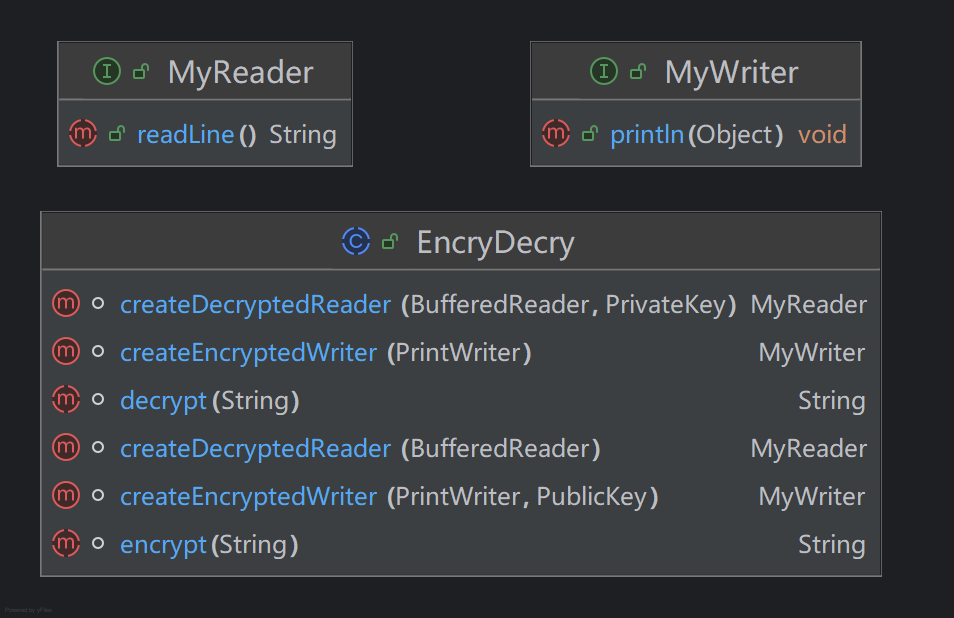 MyReader
readLine() String
MyWriter
println(Object) void
EncryDecry
createDecryptedReader (BufferedReader, PrivateKey) MyReader
createEncryptedWriter (PrintWriter) MyWriter
decrypt(String) String
createDecryptedReader (BufferedReader) MyReader
createEncryptedWriter (PrintWriter, PublicKey) MyWriter
encrypt(String) String
Powered by yFiles